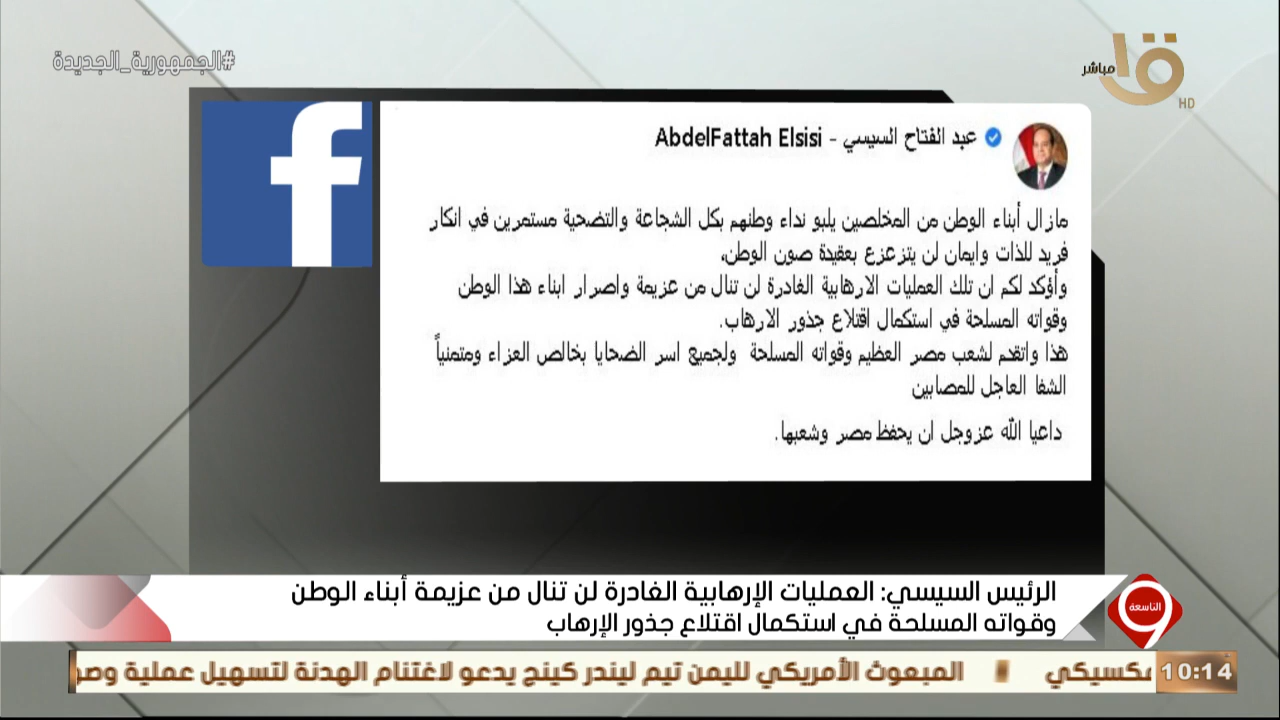 #الجمهورية_الجديدة
مباشر
HD
عبد الفتاح السيسي - AbdelFattah Elsisi
مازال أبناء الوطن من المخلصين يلبو نداء وطنهم بكل الشجاعة والتضحية مستمرين في انكار
فريد للذات وايمان لن يتزعزع بعقيدة صون الوطن،
وأؤكد لكم ان تلك العمليات الارهابية الغادرة لن تنال من عزيمة واصرار ابناء هذا الوطن
وقواته المسلحة في استكمال اقتلاع جذور الارهاب.
هذا واتقدم لشعب مصر العظيم وقواته المسلحة ولجميع اسر الضحايا بخالص العزاء ومتمنياً
الشفا العاجل للمصابين
داعيا الله عزوجل ان يحفظ مصر وشعبها.
الرئيس السيسي: العمليات الإرهابية الغادرة لن تنال من عزيمة أبناء الوطن
وقواته المسلحة في استكمال اقتلاع جذور الإرهاب
التاسعة
10:14 المبعوث الأمريكي لليمن تيم ليندر كينج يدعو لاغتنام الهدنة لتسهيل عملية